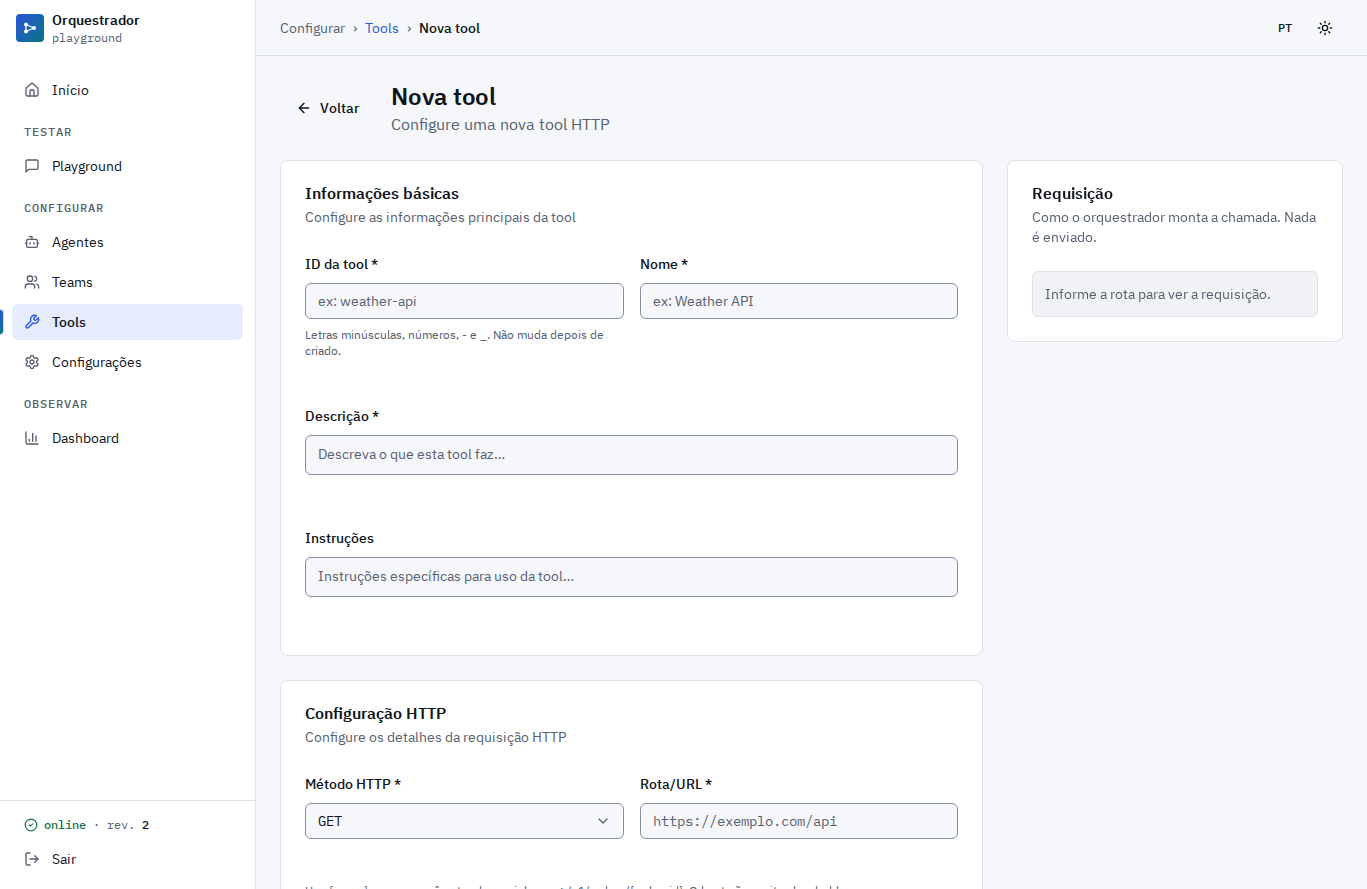 Orquestrador
playground
Início
TESTAR
Playground
CONFIGURAR
Agentes
Teams
Tools
Configurações
OBSERVAR
Dashboard
online · rev. 2
Sair
Configurar › Tools › Nova tool
PT
Voltar
Nova tool
Configure uma nova tool HTTP
Informações básicas
Configure as informações principais da tool
ID da tool *
ex: weather-api
Letras minúsculas, números, - e _. Não muda depois de
criado.
Nome *
ex: Weather API
Descrição *
Descreva o que esta tool faz...
Instruções
Instruções específicas para uso da tool...
Configuração HTTP
Configure os detalhes da requisição HTTP
Método HTTP *
GET
Rota/URL *
https://exemplo.com/api
Requisição
Como o orquestrador monta a chamada. Nada
é enviado.
Informe a rota para ver a requisição.